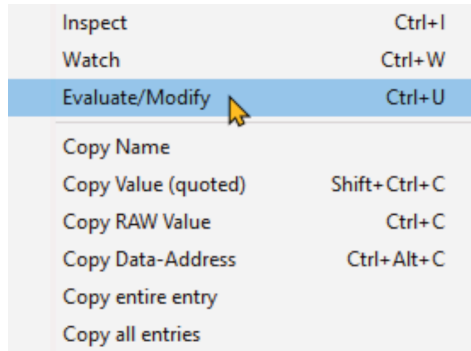 Inspect Ctrl+I
Watch Ctrl+W
Evaluate/Modify Ctrl+U
Copy Name
Copy Value (quoted) Shift+Ctrl+C
Copy RAW Value Ctrl+C
Copy Data-Address Ctrl+Alt+C
Copy entire entry
Copy all entries